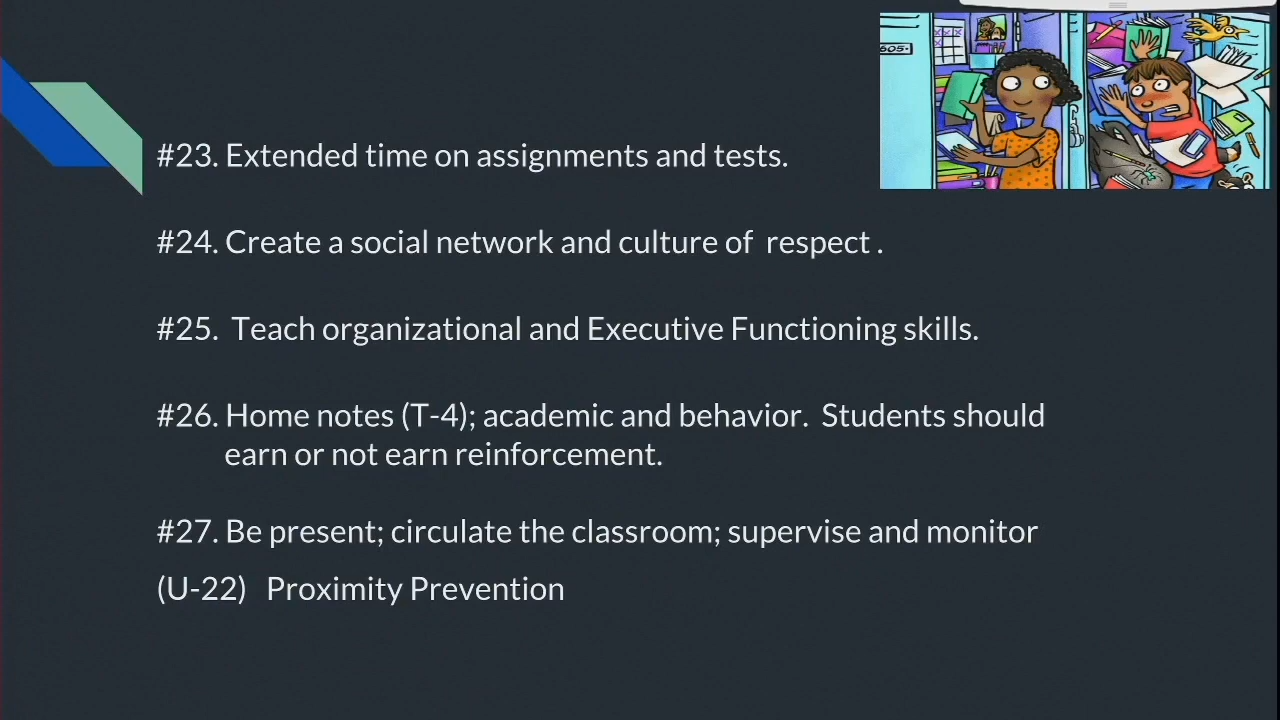 605
#23. Extended time on assignments and tests.
#24. Create a social network and culture of  respect .
#25.  Teach organizational and Executive Functioning skills.
#26. Home notes (T-4); academic and behavior.  Students should
earn or not earn reinforcement.
#27. Be present; circulate the classroom; supervise and monitor
(U-22)   Proximity Prevention